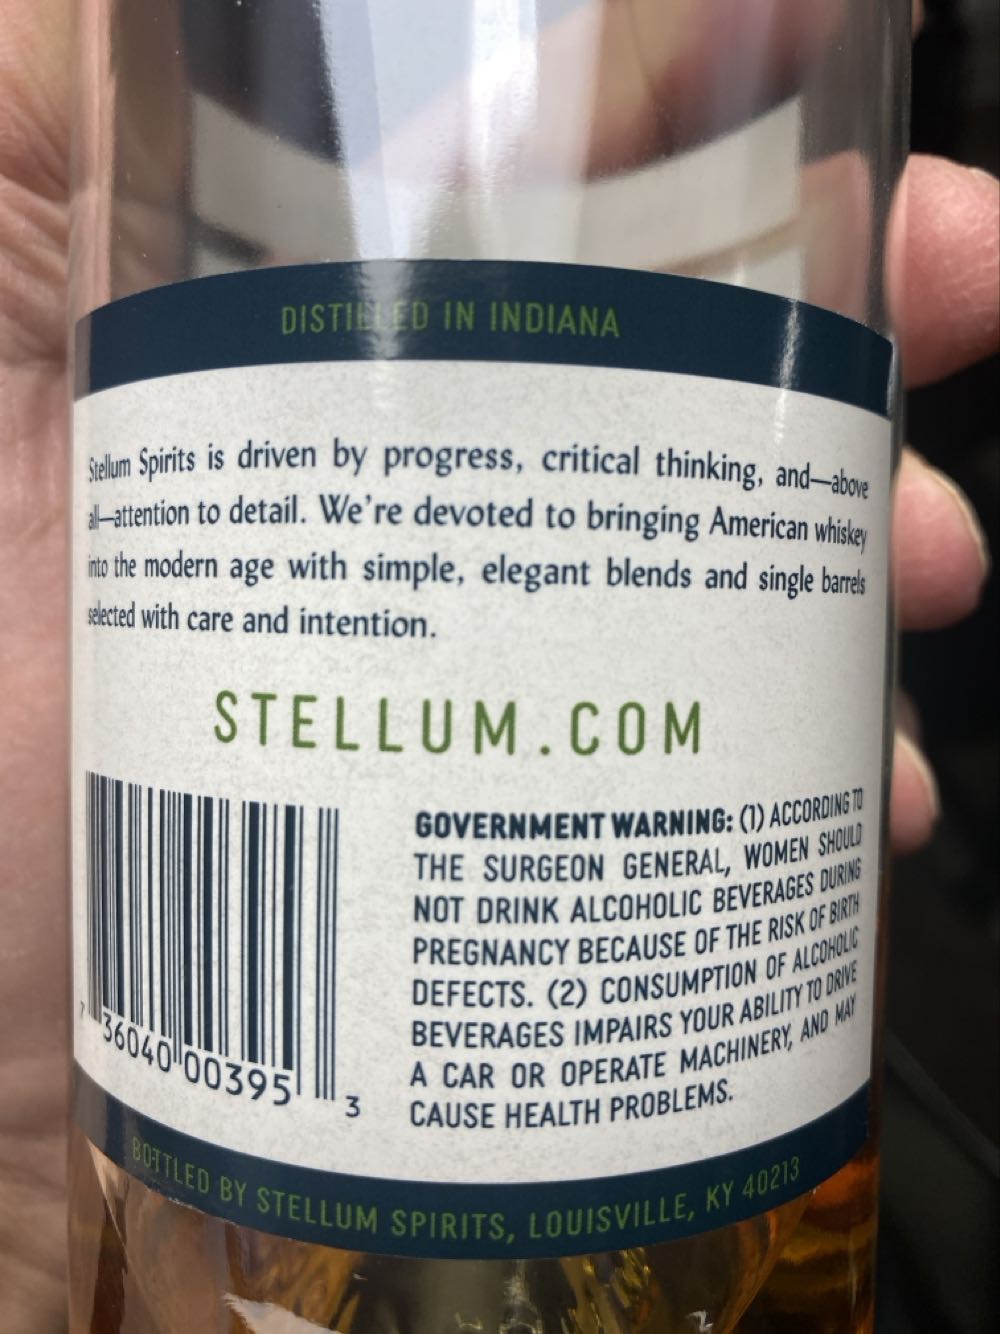 DISTILLED IN INDIANA
Stellum Spirits is driven by progress, critical thinking, and—above
all—attention to detail. We're devoted to bringing American whiskey
into the modern age with simple, elegant blends and single barrels
selected with care and intention.
STELLUM.COM
GOVERNMENT WARNING: (1) ACCORDING TO
THE SURGEON GENERAL, WOMEN SHOULD
NOT DRINK ALCOHOLIC BEVERAGES DURING
PREGNANCY BECAUSE OF THE RISK OF BIRTH
DEFECTS. (2) CONSUMPTION OF ALCOHOLIC
BEVERAGES IMPAIRS YOUR ABILITY TO DRIVE
A CAR OR OPERATE MACHINERY, AND MAY
CAUSE HEALTH PROBLEMS.
7 36040 00395 3
BOTTLED BY STELLUM SPIRITS, LOUISVILLE, KY 40213